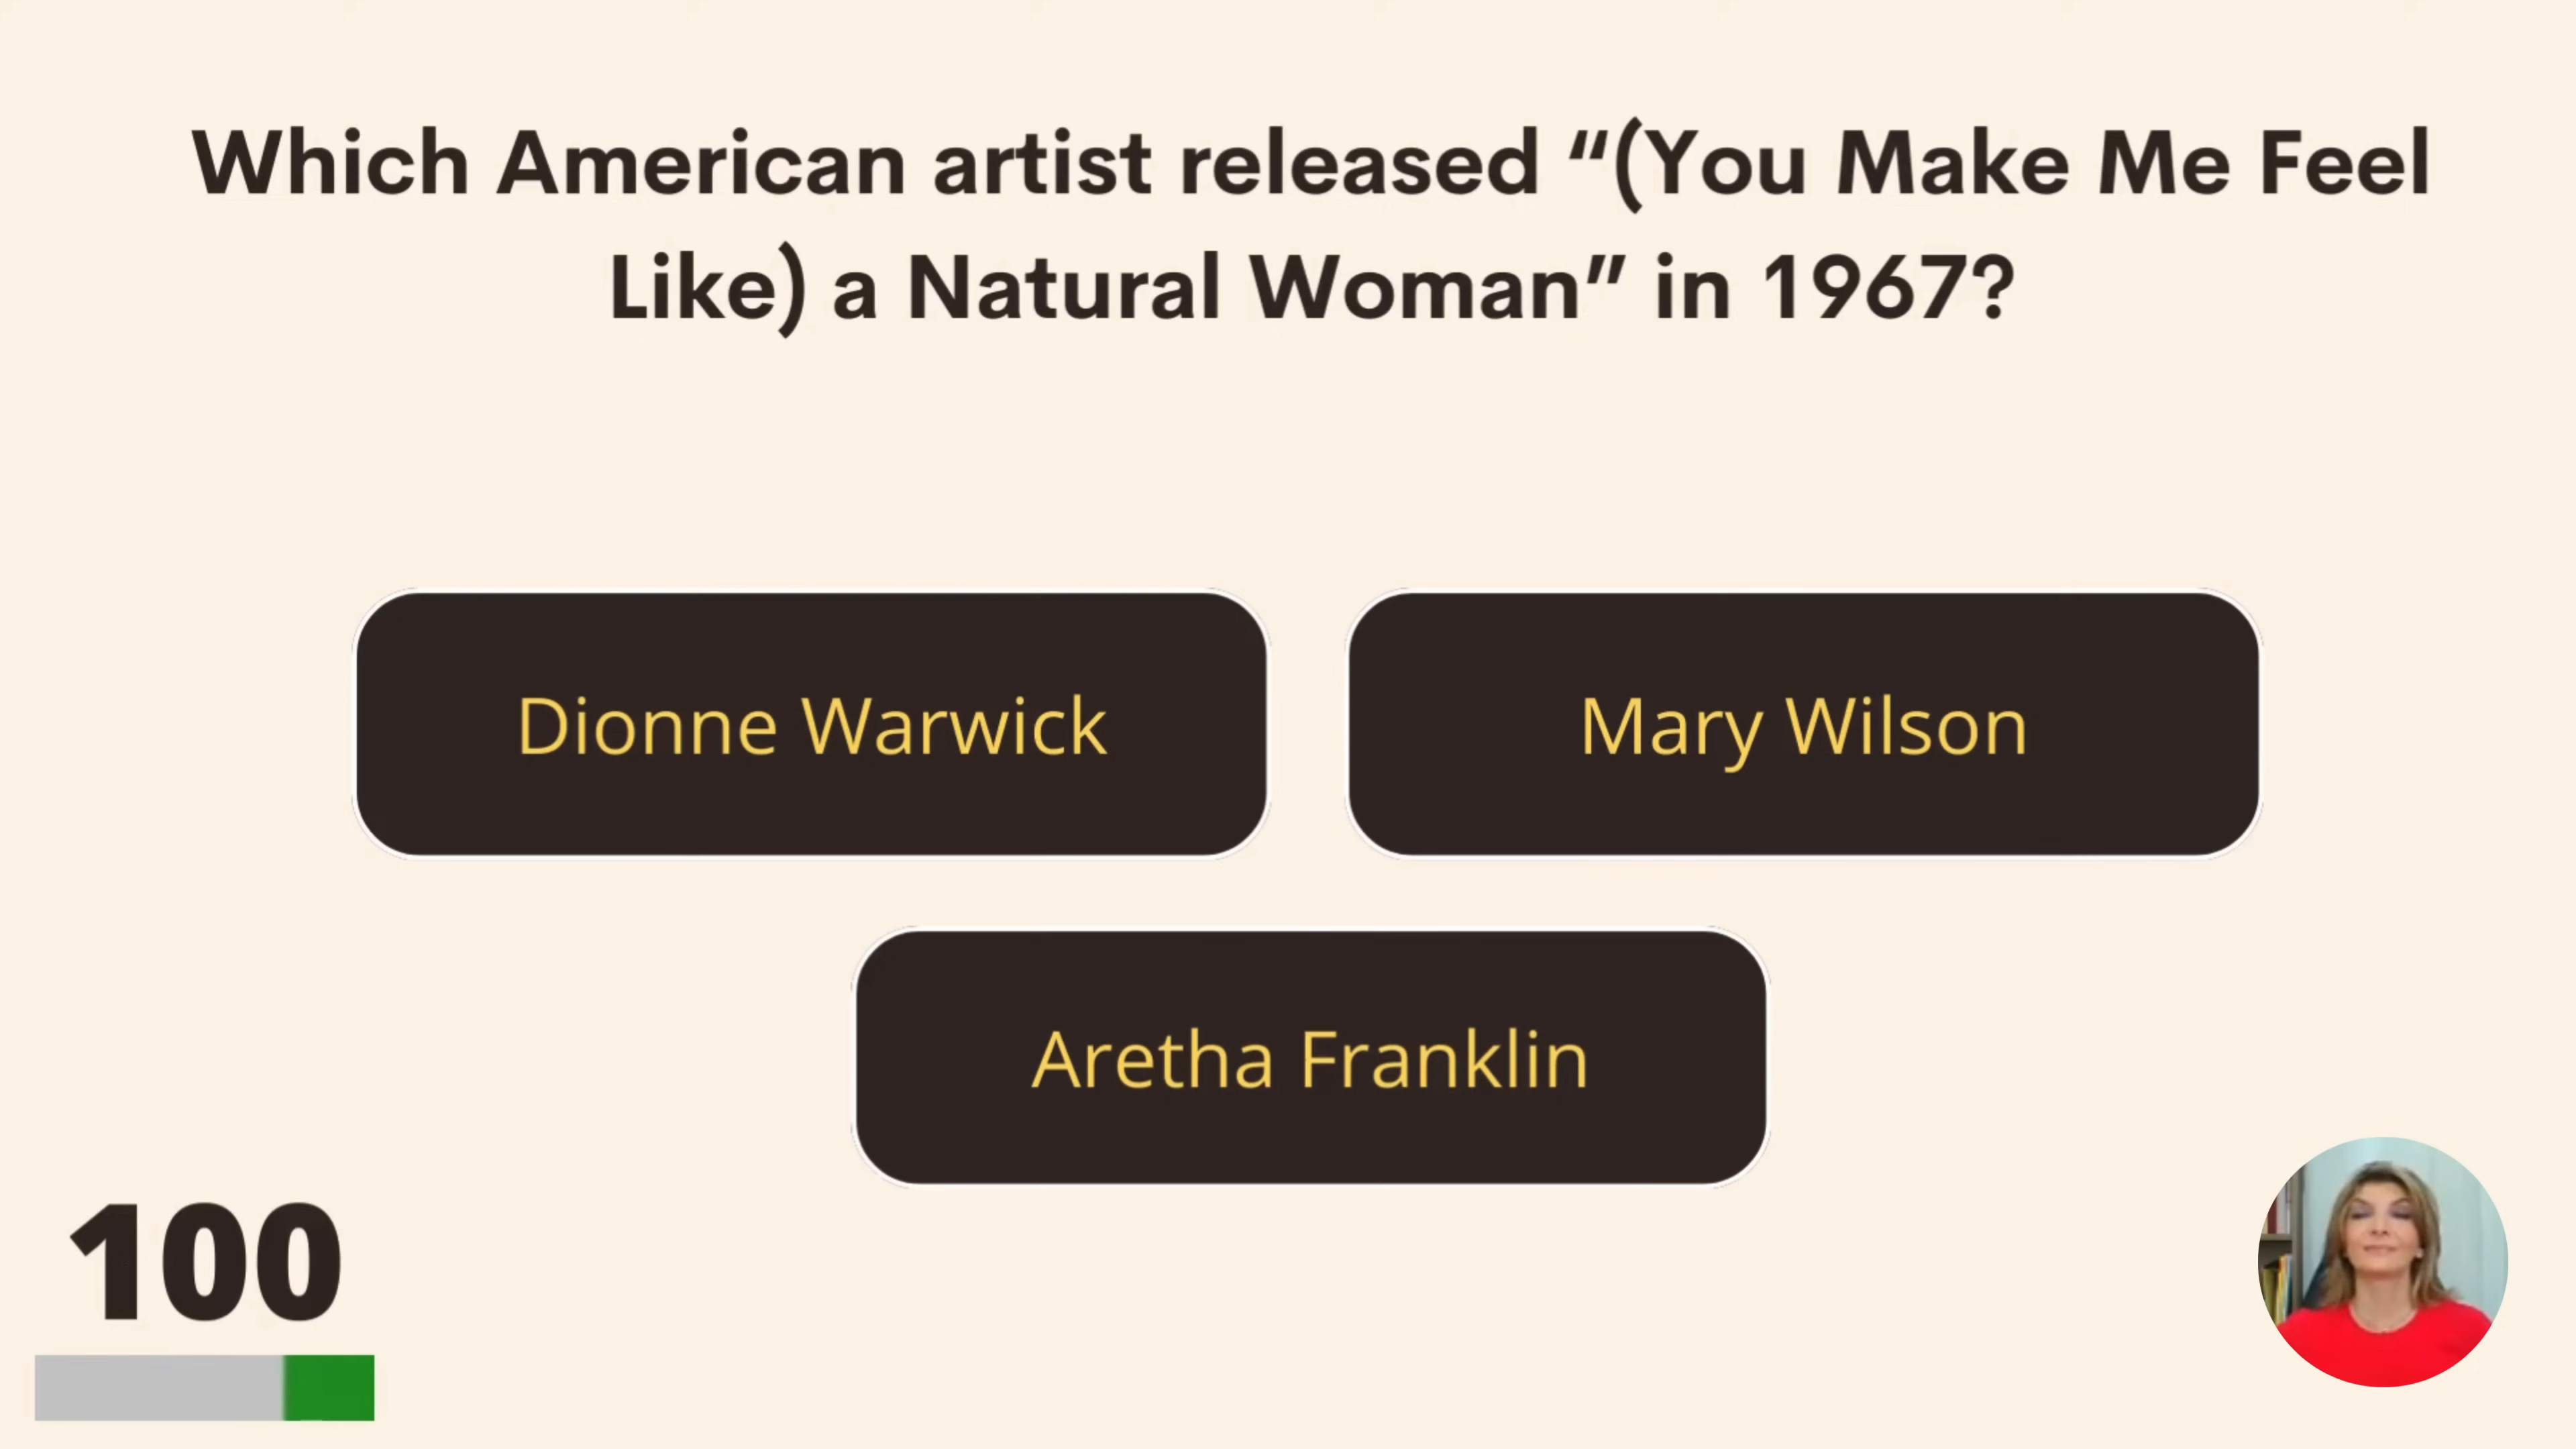 Which American artist released “(You Make Me Feel
Like) a Natural Woman” in 1967?
Dionne Warwick
Mary Wilson
Aretha Franklin
100